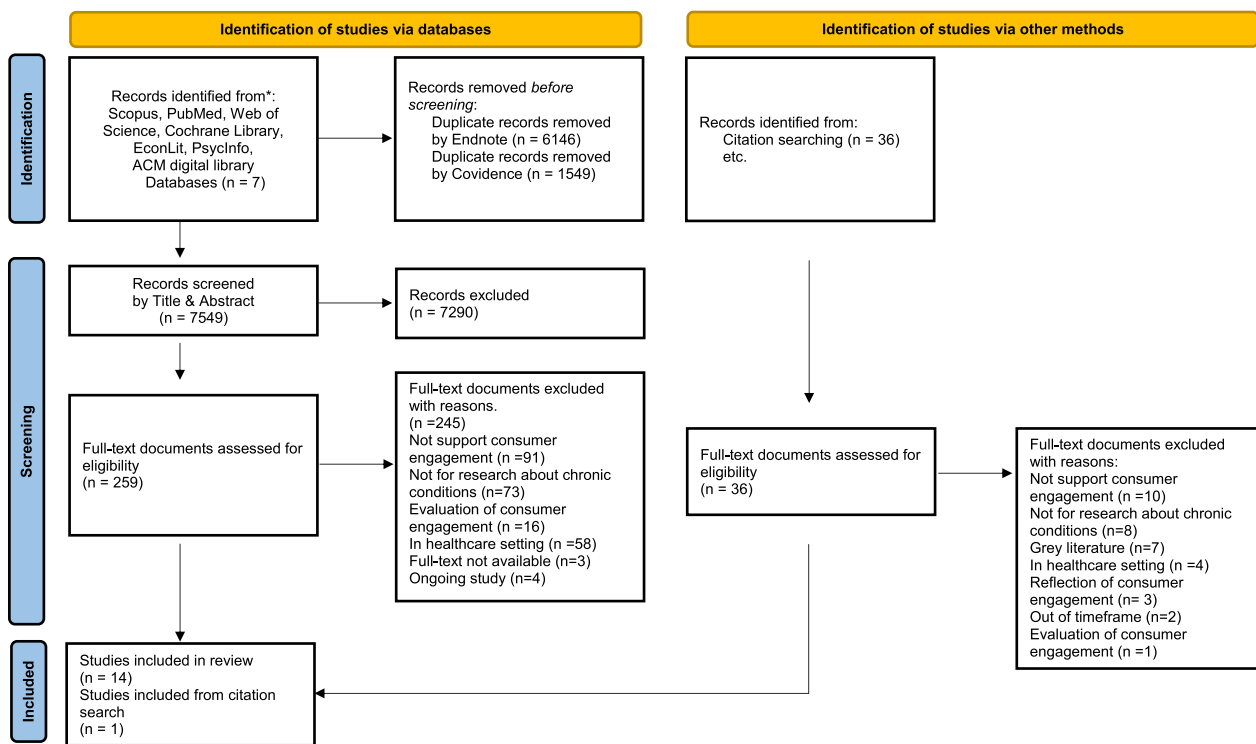 Identification of studies via databases
Identification of studies via other methods
Identification
Records identified from*:
Scopus, PubMed, Web of
Science, Cochrane Library,
EconLit, PsycInfo,
ACM digital library
Databases (n = 7)
Records removed before
screening:
Duplicate records removed
by Endnote (n = 6146)
Duplicate records removed
by Covidence (n = 1549)
Records identified from:
Citation searching (n = 36)
etc.
Screening
Records screened
by Title & Abstract
(n = 7549)
Records excluded
(n = 7290)
Full-text documents assessed for
eligibility
(n = 259)
Full-text documents excluded
with reasons.
(n =245)
Not support consumer
engagement (n =91)
Not for research about chronic
conditions (n=73)
Evaluation of consumer
engagement (n =16)
In healthcare setting (n =58)
Full-text not available (n=3)
Ongoing study (n=4)
Full-text documents assessed for
eligibility
(n = 36)
Full-text documents excluded
with reasons:
Not support consumer
engagement (n =10)
Not for research about chronic
conditions (n=8)
Grey literature (n=7)
In healthcare setting (n =4)
Reflection of consumer
engagement (n= 3)
Out of timeframe (n=2)
Evaluation of consumer
engagement (n =1)
Included
Studies included in review
(n = 14)
Studies included from citation
search
(n = 1)